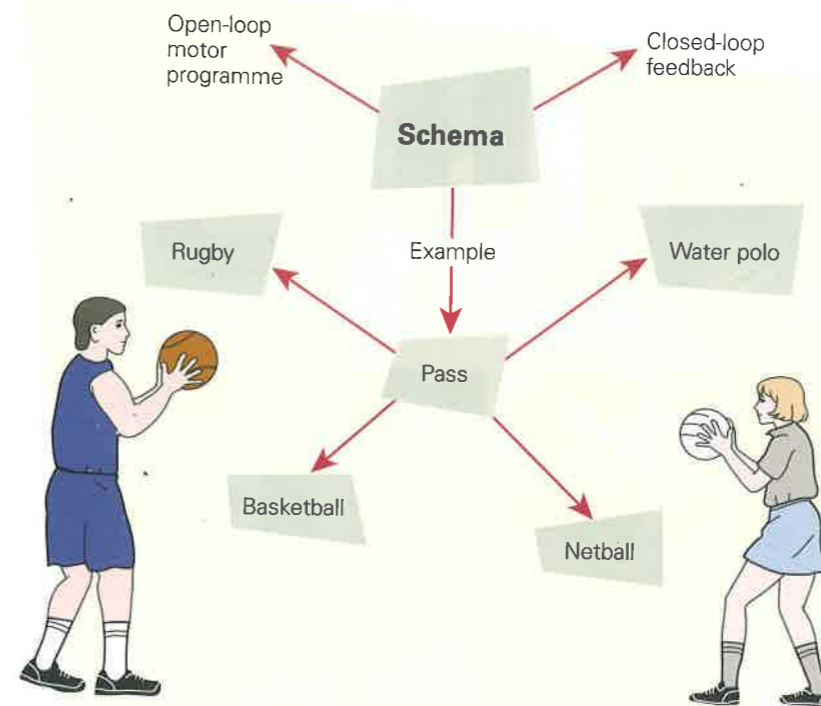 Open-loop
motor
programme
Closed-loop
feedback
Schema
Rugby
Example
Water polo
Pass
Basketball
Netball